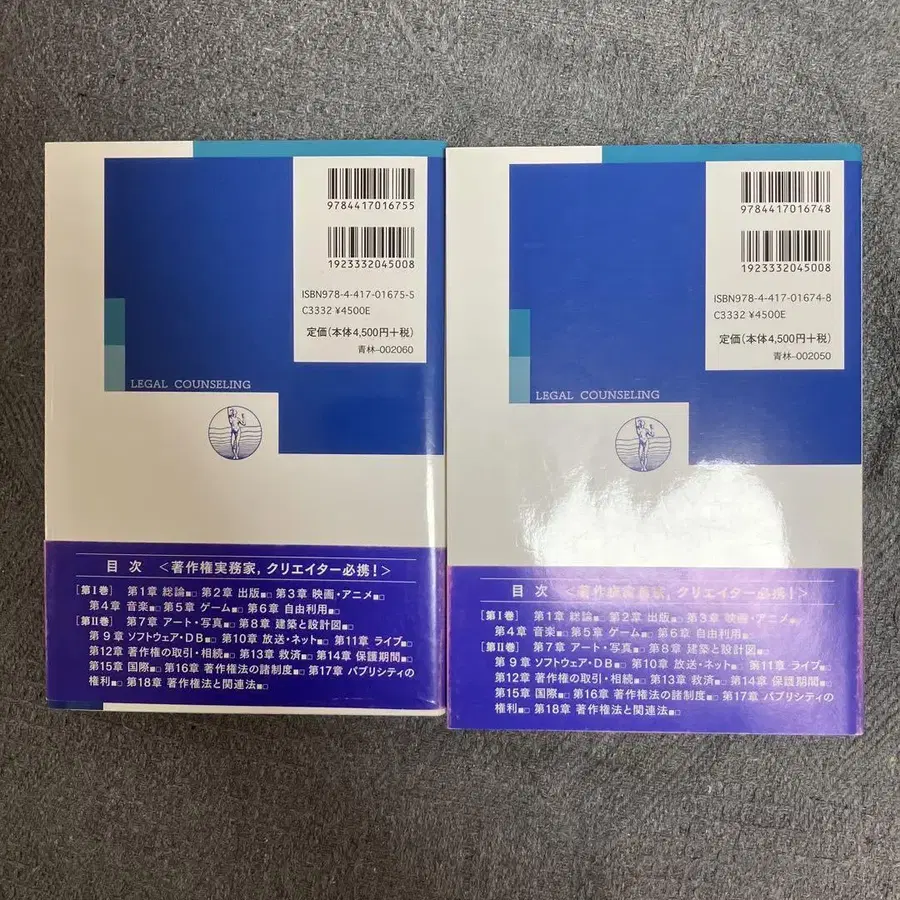 9784417016755
1923332045008
ISBN978-4-417-01675-5
C3332 ¥4500E
定価(本体4,500円+税)
青林-002060
LEGAL COUNSELING
目 次 <著作権実務家, クリエイター必携!>
[第Ⅰ巻] 第1章 総論■□ 第2章 出版■□ 第3章 映画・アニメ■□
第4章 音楽■□ 第5章 ゲーム■□ 第6章 自由利用■□
[第Ⅱ巻] 第7章 アート・写真■□ 第8章 建築と設計図■□
第9章 ソフトウェア・DB■□ 第10章 放送・ネット■□ 第11章 ライブ■□
第12章 著作権の取引・相続■□ 第13章 救済■□ 第14章 保護期間■□
第15章 国際■□ 第16章 著作権法の諸制度■□ 第17章 パブリシティの
権利■□ 第18章 著作権法と関連法■□
9784417016748
1923332045008
ISBN978-4-417-01674-8
C3332 ¥4500E
定価(本体4,500円+税)
青林-002050
LEGAL COUNSELING
目 次 <著作権実務家, クリエイター必携!>
[第Ⅰ巻] 第1章 総論■□ 第2章 出版■□ 第3章 映画・アニメ■□
第4章 音楽■□ 第5章 ゲーム■□ 第6章 自由利用■□
[第Ⅱ巻] 第7章 アート・写真■□ 第8章 建築と設計図■□
第9章 ソフトウェア・DB■□ 第10章 放送・ネット■□ 第11章 ライブ■□
第12章 著作権の取引・相続■□ 第13章 救済■□ 第14章 保護期間■□
第15章 国際■□ 第16章 著作権法の諸制度■□ 第17章 パブリシティの
権利■□ 第18章 著作権法と関連法■□